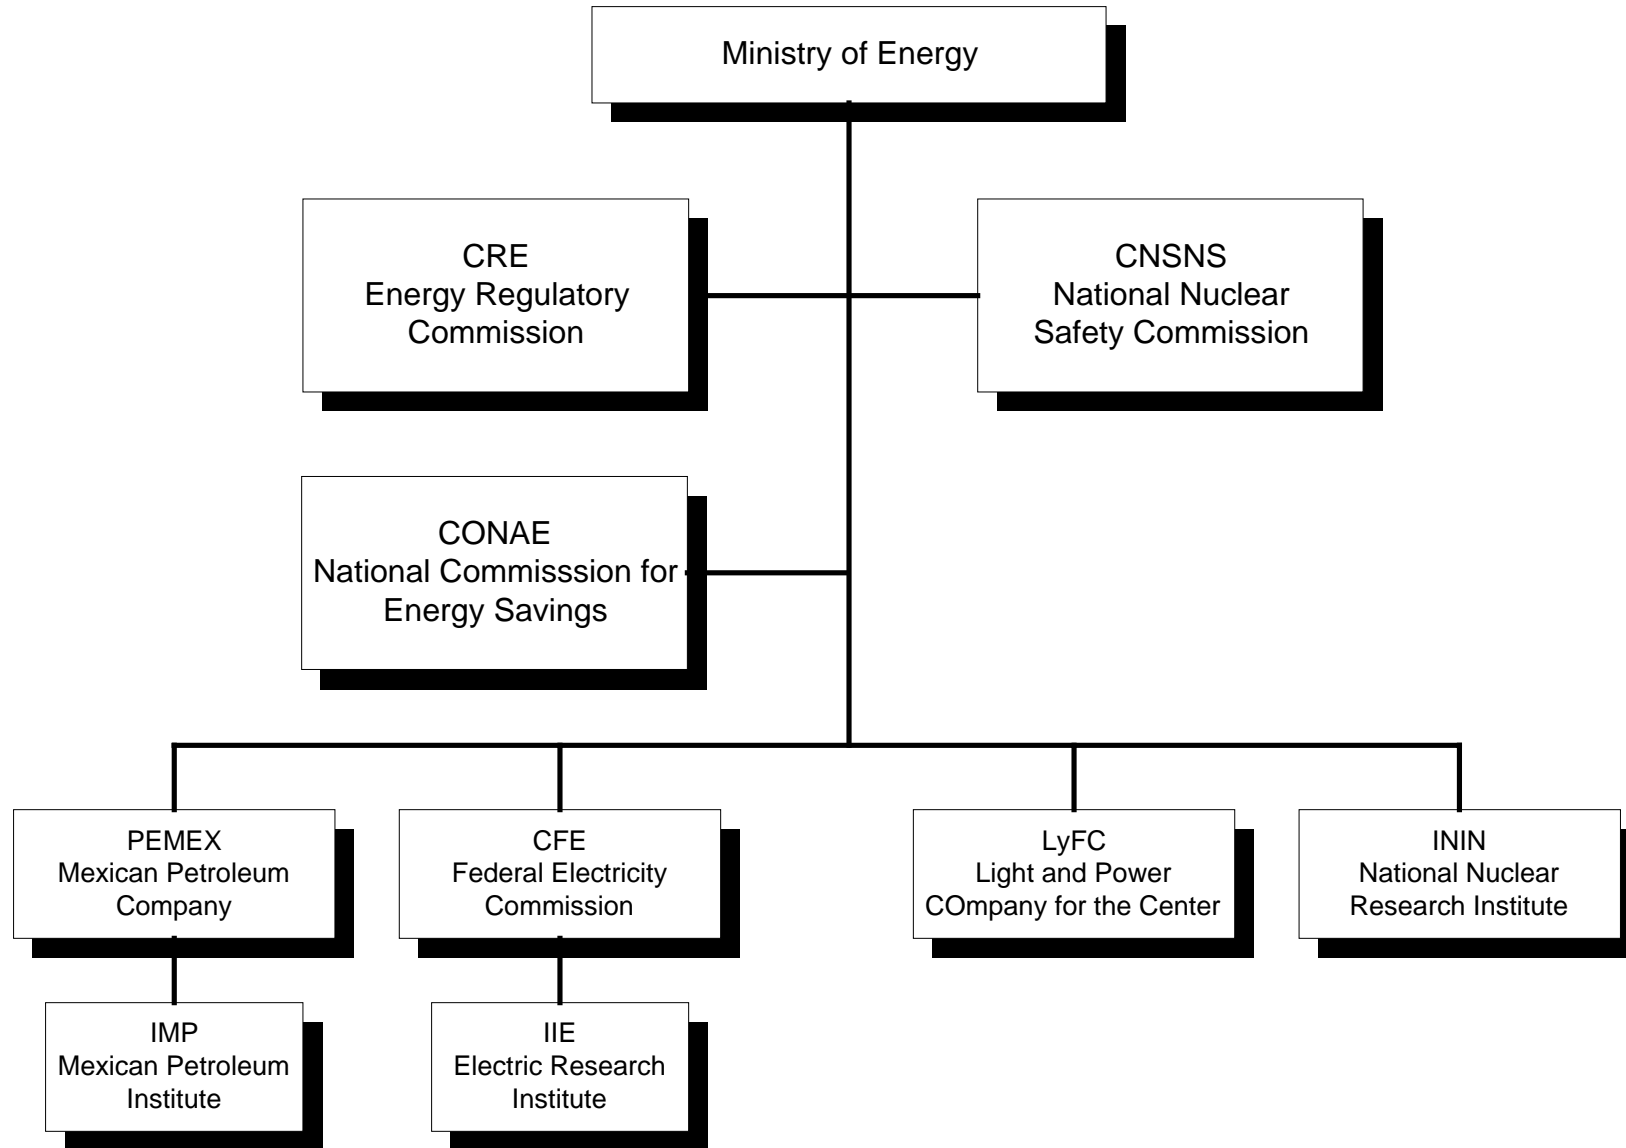 Ministry of Energy
CRE
Energy Regulatory
Commission
CNSNS
National Nuclear
Safety Commission
CONAE
National Commisssion for
Energy Savings
PEMEX
Mexican Petroleum
Company
CFE
Federal Electricity
Commission
LyFC
Light and Power
COmpany for the Center
ININ
National Nuclear
Research Institute
IMP
Mexican Petroleum
Institute
IIE
Electric Research
Institute